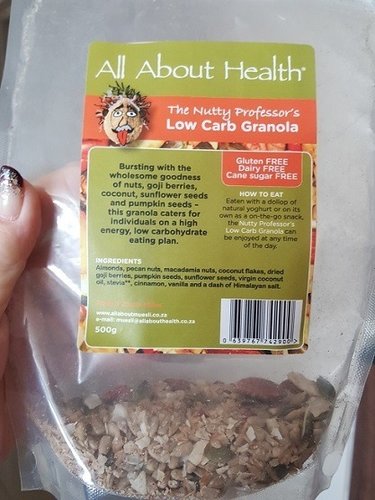 All About Health®
The Nutty Professor's
Low Carb Granola
Bursting with the
wholesome goodness
of nuts, goji berries,
coconut, sunflower seeds
and pumpkin seeds -
this granola caters for
individuals on a high
energy, low carbohydrate
eating plan.
Gluten FREE
Dairy FREE
Cane sugar FREE
HOW TO EAT
Eaten with a dollop of
natural yoghurt or on its
own as a on-the-go snack,
the Nutty Professor's
Low Carb Granola can
be enjoyed at any time
of the day.
INGREDIENTS
Almonds, pecan nuts, macadamia nuts, coconut flakes, dried
goji berries, pumpkin seeds, sunflower seeds, virgin coconut
oil, stevia**, cinnamon, vanilla and a dash of Himalayan salt.
www.allaboutmuesli.co.za
e-mail: muesli@allabouthealth.co.za
500g
0 639767 742900 >